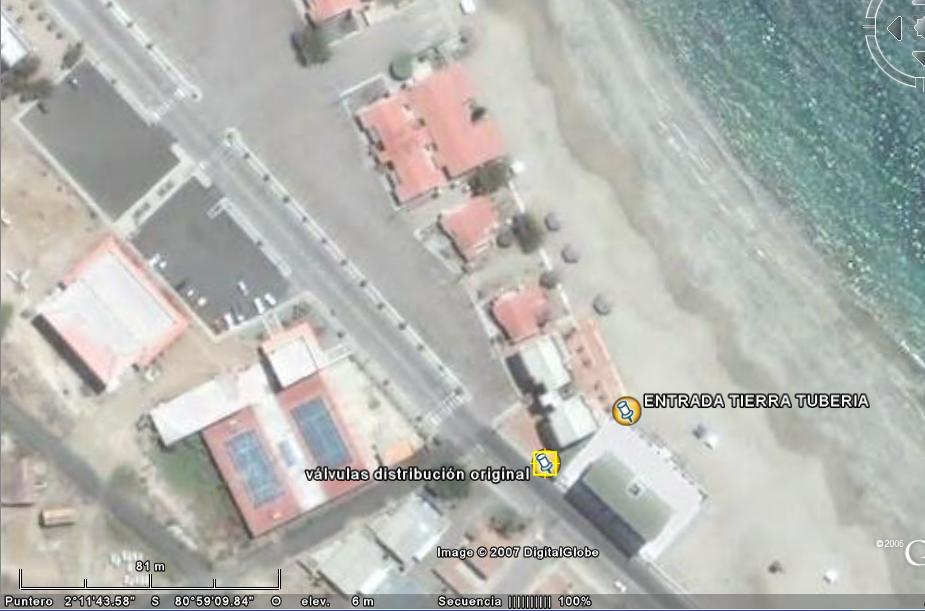 ENTRADA TIERRA TUBERIA
válvulas distribución original
Image © 2007 DigitalGlobe
© 2006
81 m
Puntero 2°11'43.58" S 80°59'09.84" O elev. 6 m Secuencia |||||||||| 100%